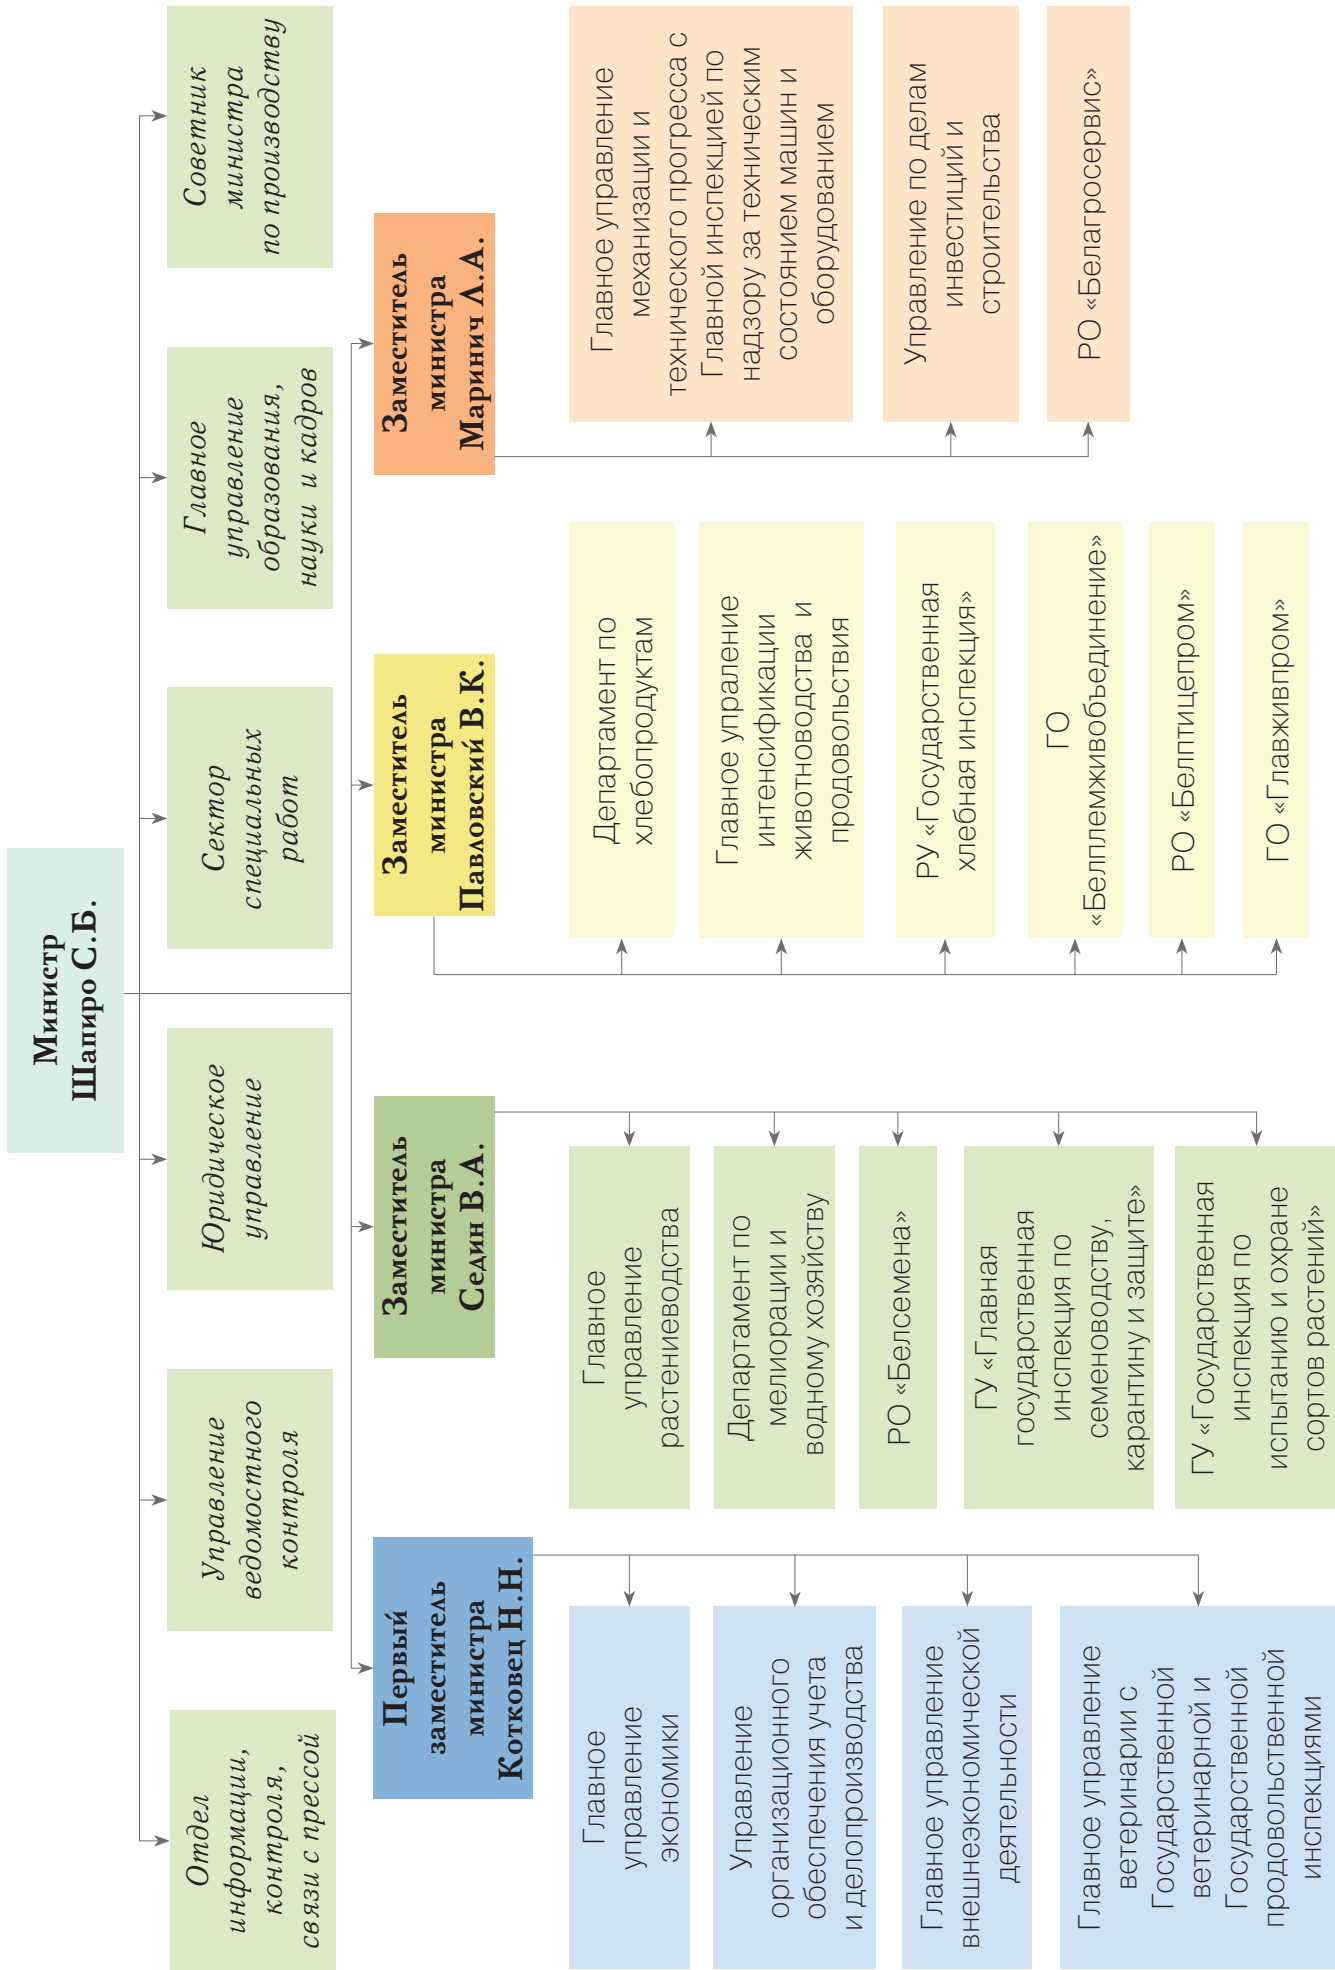 Министр
Шапиро С.Б.
Отдел
информации,
контроля,
связи с прессой
Управление
ведомостного
контроля
Юридическое
управление
Сектор
специальных
работ
Главное
управление
образования,
науки и кадров
Советник
министра
по производству
Первый
заместитель
министра
Котковец Н.Н.
Заместитель
министра
Седин В.А.
Заместитель
министра
Павловский В.К.
Заместитель
министра
Маринич Л.А.
Главное
управление
экономики
Управление
организационного
обеспечения учета
и делопроизводства
Главное управление
внешнеэкономической
деятельности
Главное управление
ветеринарии с
Государственной
ветеринарной и
Государственной
продовольственной
инспекциями
Главное
управление
растениеводства
Департамент по
мелиорации и
водному хозяйству
РО «Белсемена»
ГУ «Главная
государственная
инспекция по
семеноводству,
карантину и защите»
ГУ «Государственная
инспекция по
испытанию и охране
сортов растений»
Департамент по
хлебопродуктам
Главное упраление
интенсификации
животноводства и
продовольствия
РУ «Государственная
хлебная инспекция»
ГО
«Белплемживобъединение»
РО «Белптицепром»
ГО «Главживпром»
Главное управление
механизации и
технического прогресса с
Главной инспекцией по
надзору за техническим
состоянием машин и
оборудованием
Управление по делам
инвестиций и
строительства
РО «Белагросервис»